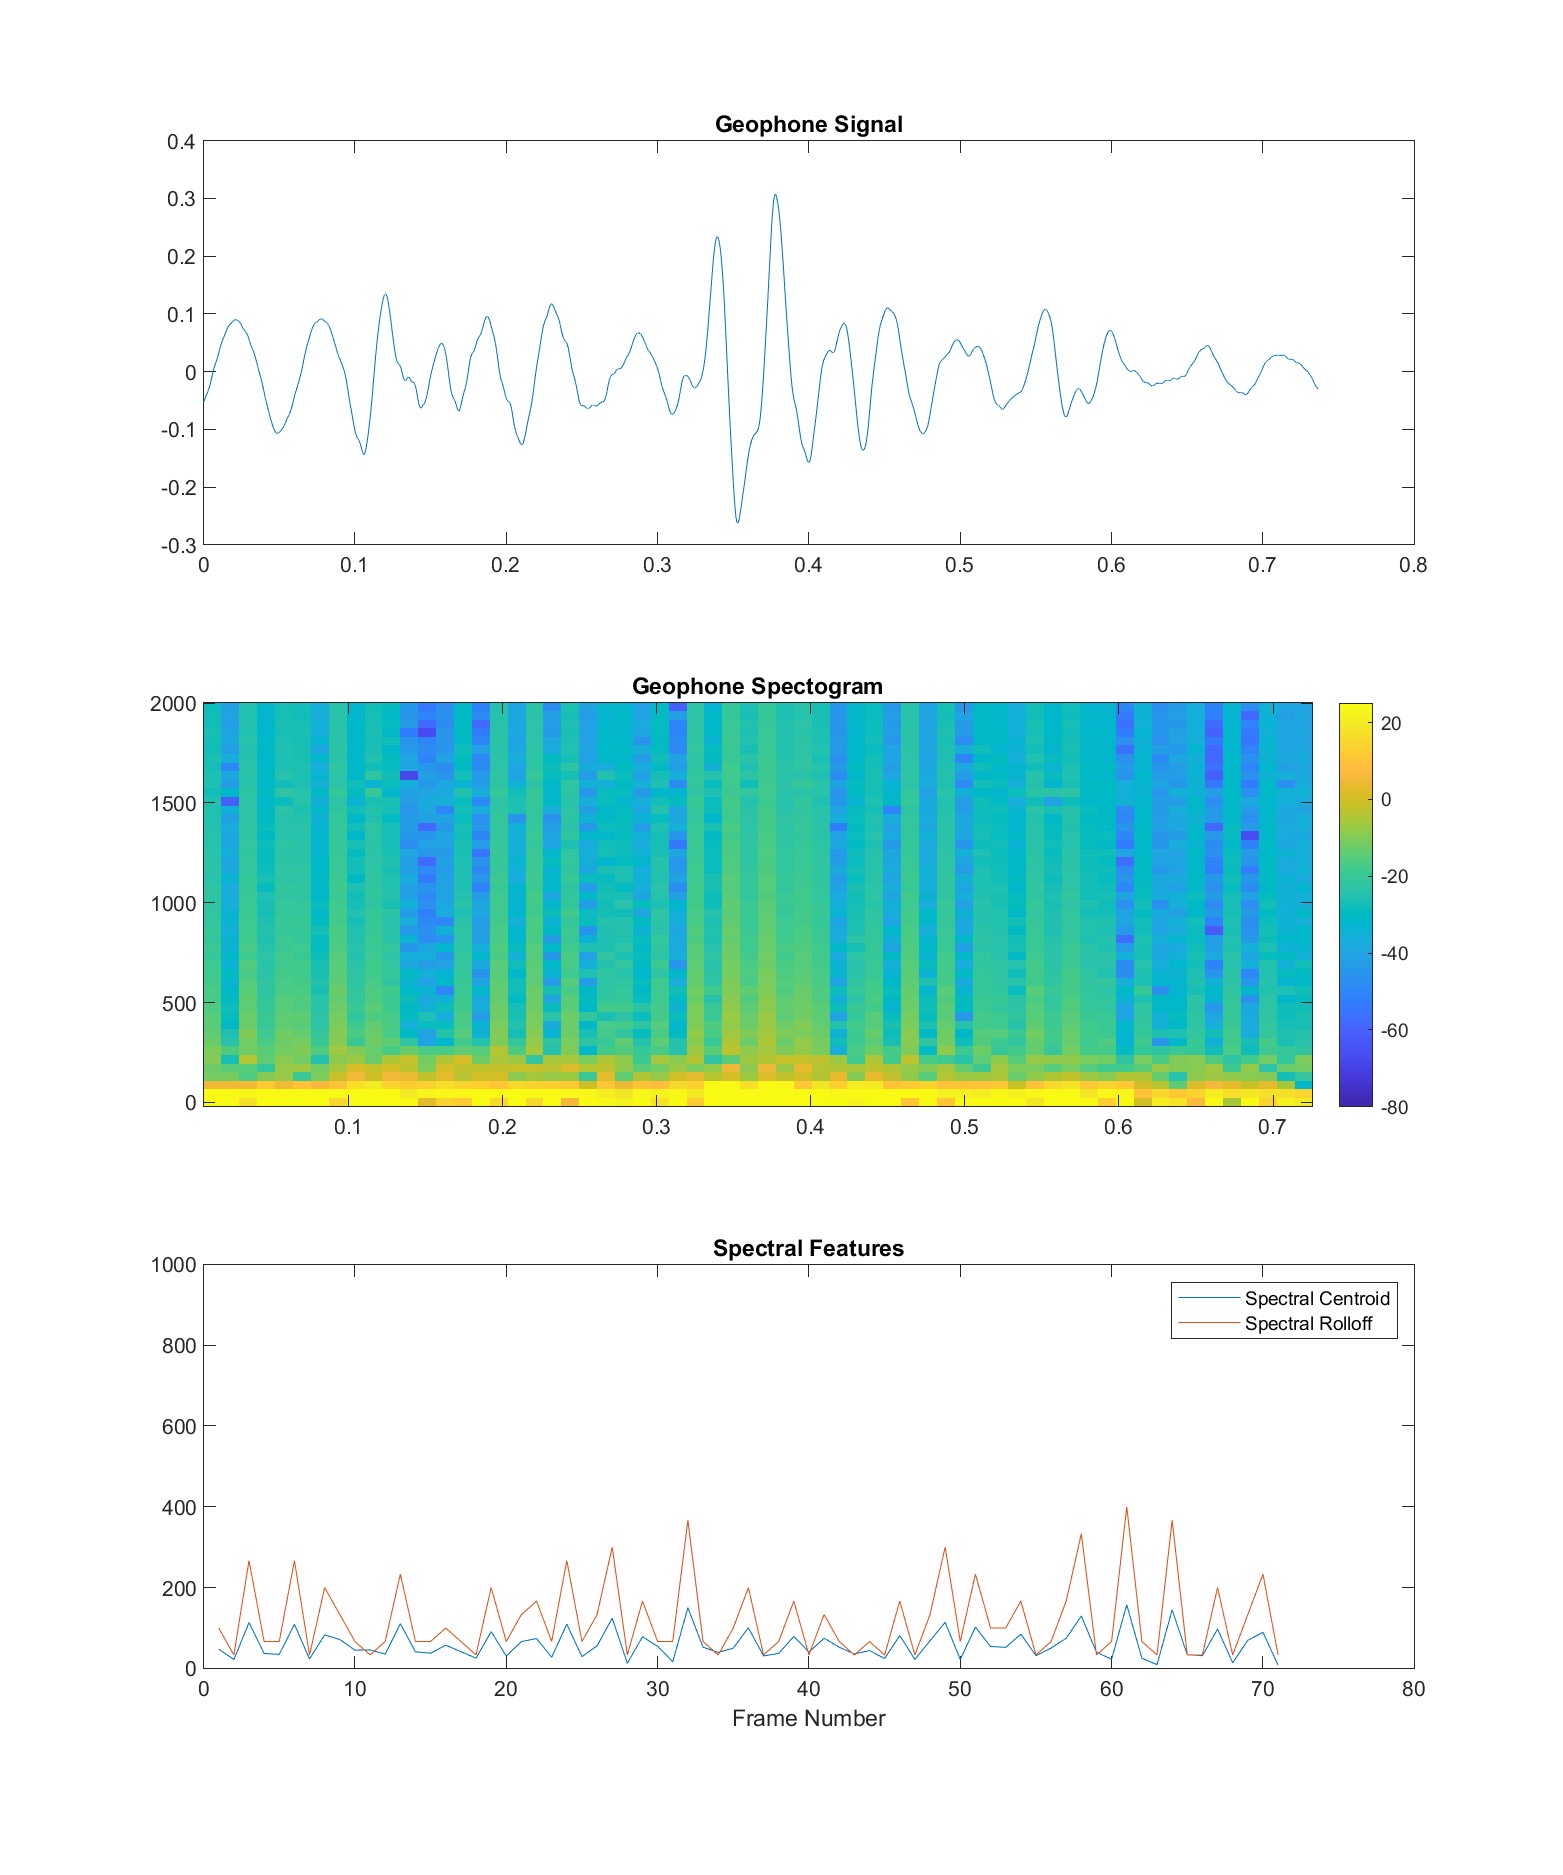 Geophone Signal
0.4
0.3
0.2
0.1
0
-0.1
-0.2
-0.3
0 0.1 0.2 0.3 0.4 0.5 0.6 0.7 0.8
Geophone Spectogram
2000
1500
1000
500
0
0.1 0.2 0.3 0.4 0.5 0.6 0.7
20
0
-20
-40
-60
-80
Spectral Features
1000
800
600
400
200
0
Spectral Centroid
Spectral Rolloff
0 10 20 30 40 50 60 70 80
Frame Number